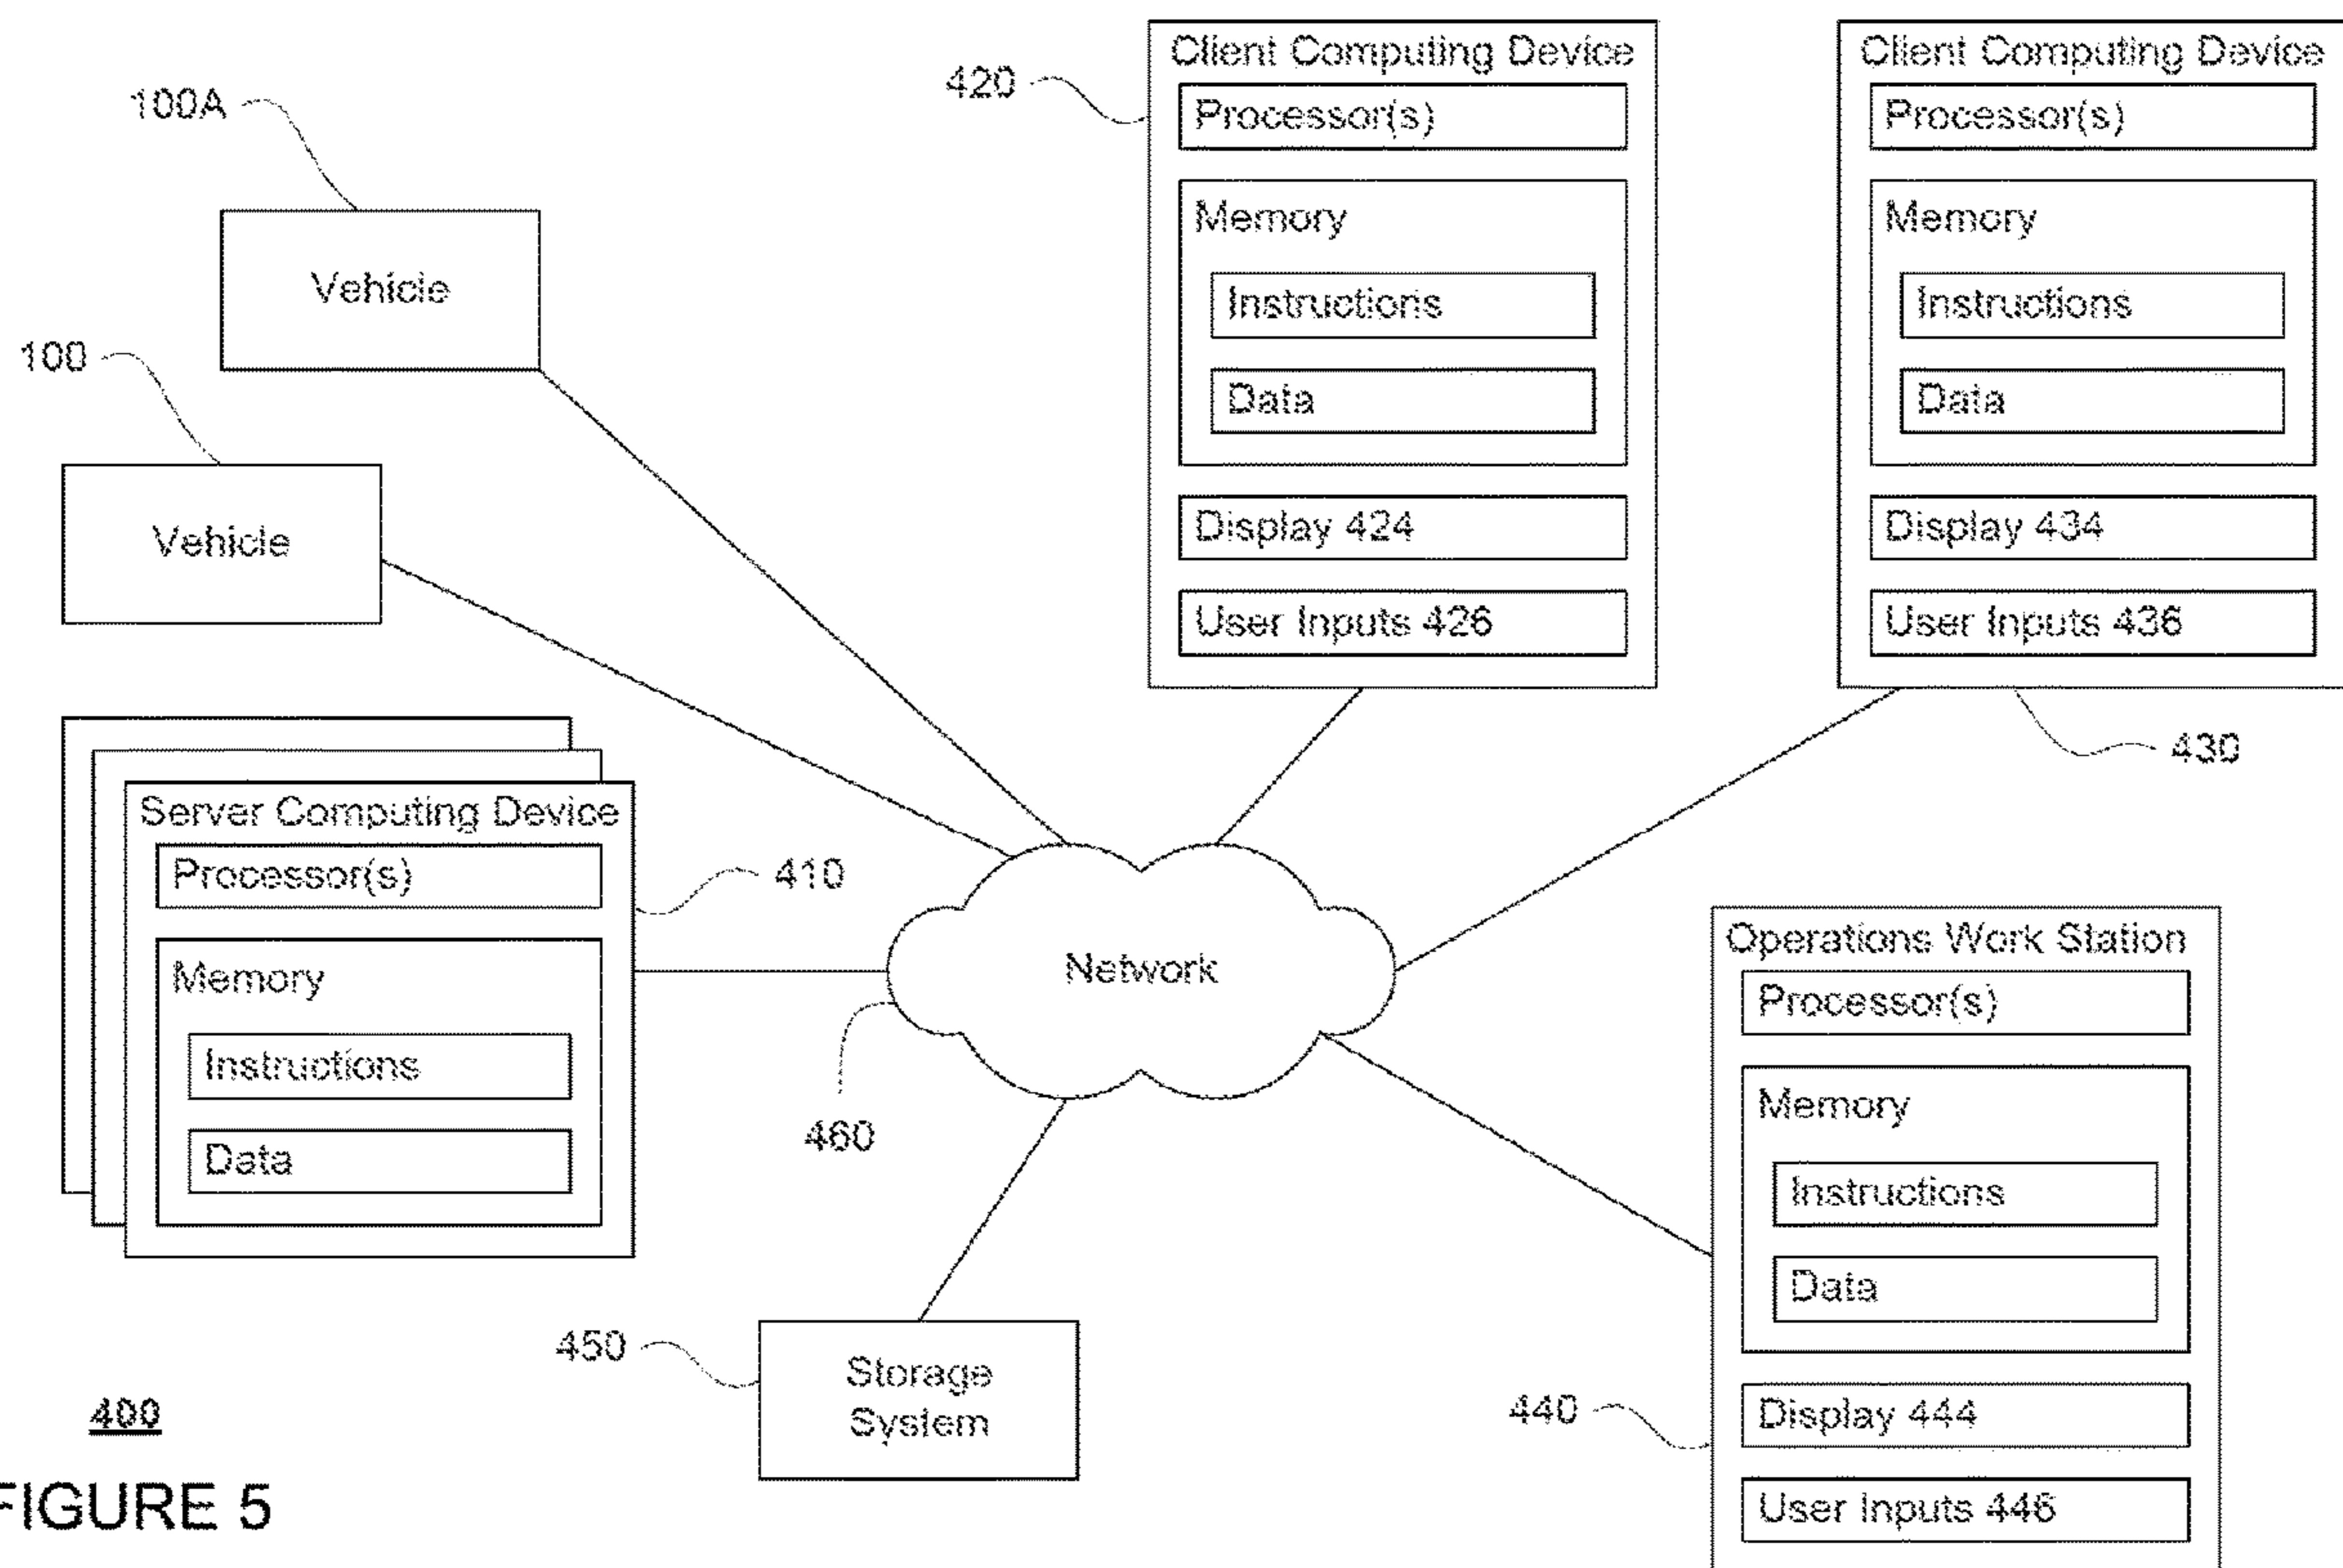 Client Computing Device
420
Processor(s)
Memory
Instructions
Data
Display 424
User Inputs 426
Client Computing Device
Processor(s)
Memory
Instructions
Data
Display 434
User Inputs 436
430
100A
Vehicle
100
Vehicle
Server Computing Device
Processor(s)
410
Memory
Instructions
Data
Network
460
Operations Work Station
Processor(s)
Memory
Instructions
Data
440
Display 444
User Inputs 446
450
Storage
System
400
FIGURE 5